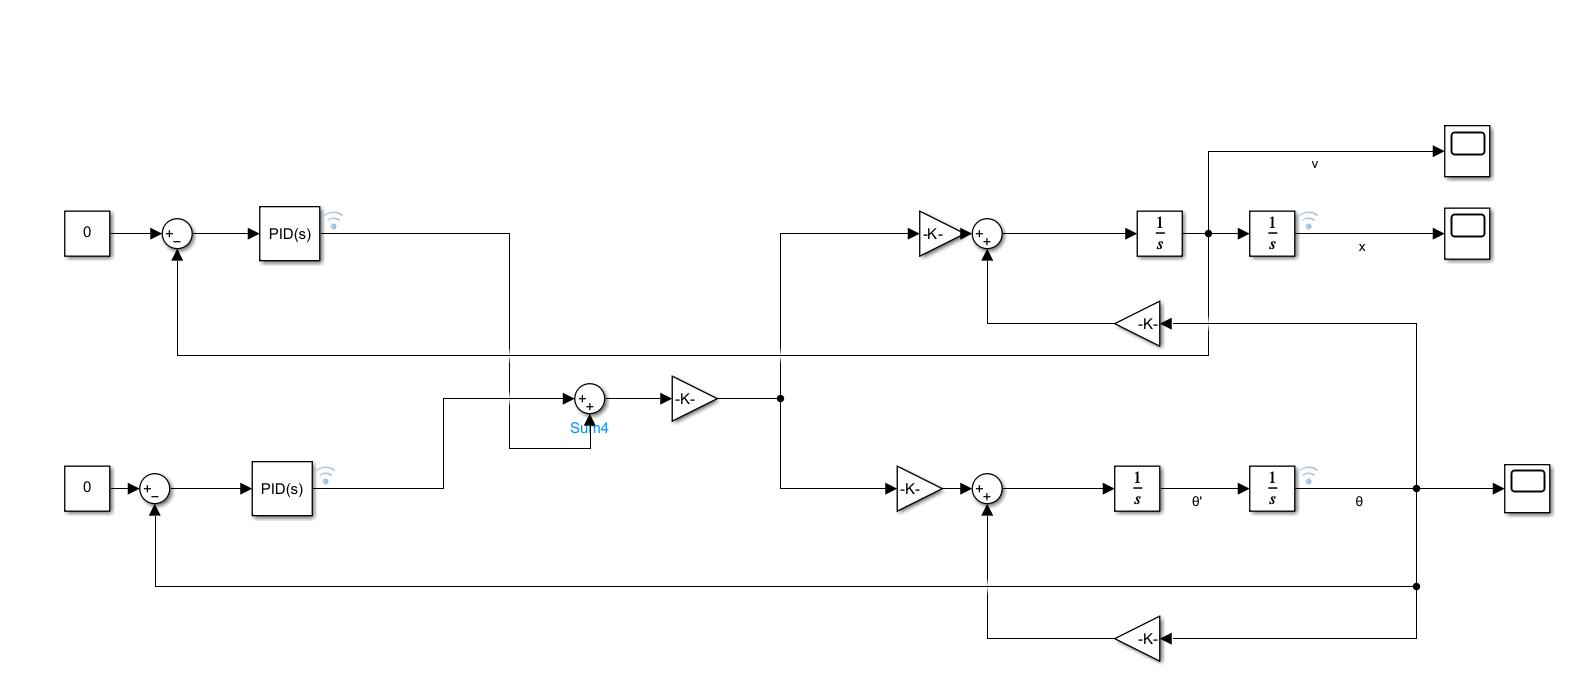 v
0
+
−
PID(s)
-K-
+
+
1
s
1
s
x
-K-
+
+
-K-
Sum4
0
+
−
PID(s)
-K-
+
+
1
s
θ'
1
s
θ
-K-